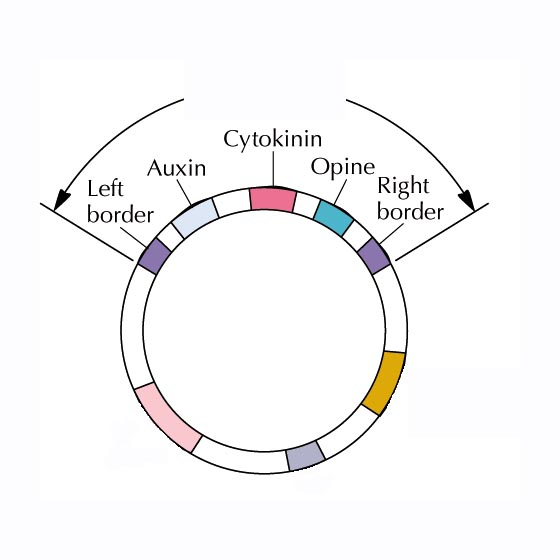 Cytokinin
Auxin
Opine
Left
border
Right
border